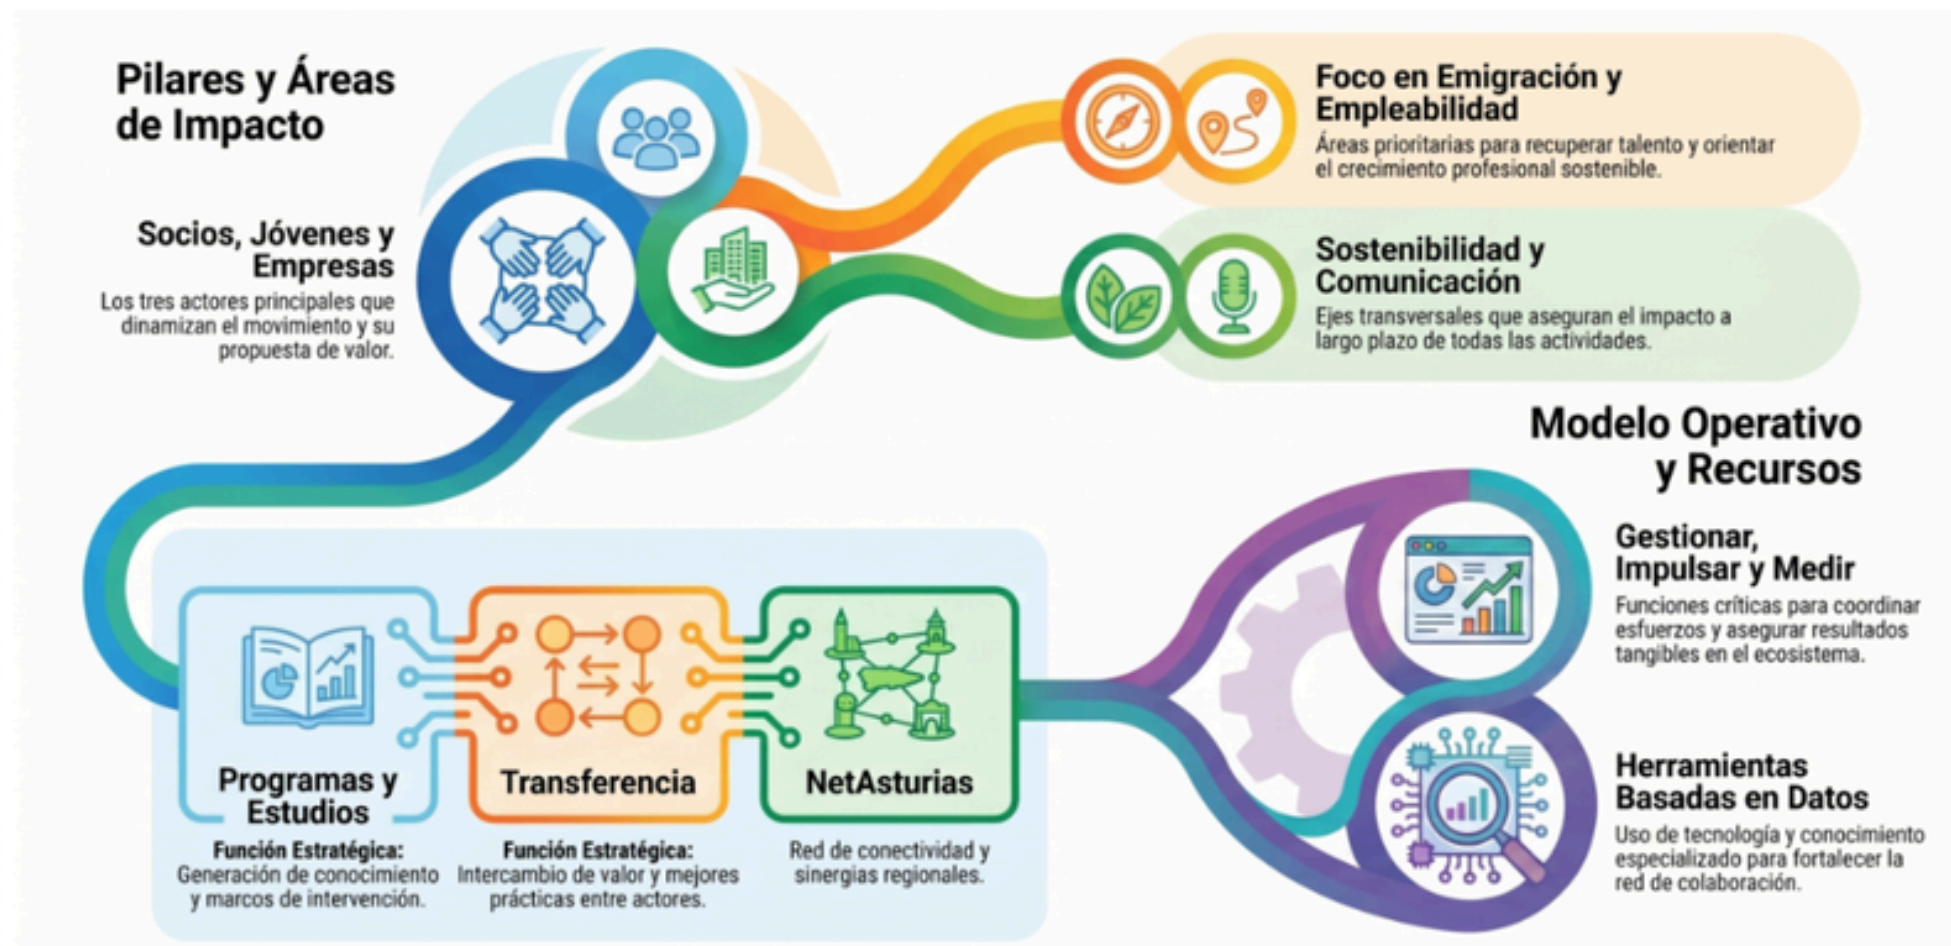 Pilares y Áreas
de Impacto
Socios, Jóvenes y
Empresas
Los tres actores principales que
dinamizan el movimiento y su
propuesta de valor.
Foco en Emigración y
Empleabilidad
Áreas prioritarias para recuperar talento y orientar
el crecimiento profesional sostenible.
Sostenibilidad y
Comunicación
Ejes transversales que aseguran el impacto a
largo plazo de todas las actividades.
Programas y
Estudios
Función Estratégica:
Generación de conocimiento
y marcos de intervención.
Transferencia
Función Estratégica:
Intercambio de valor y mejores
prácticas entre actores.
NetAsturias
Red de conectividad y
sinergias regionales.
Modelo Operativo
y Recursos
Gestionar,
Impulsar y Medir
Funciones críticas para coordinar
esfuerzos y asegurar resultados
tangibles en el ecosistema.
Herramientas
Basadas en Datos
Uso de tecnología y conocimiento
especializado para fortalecer la
red de colaboración.